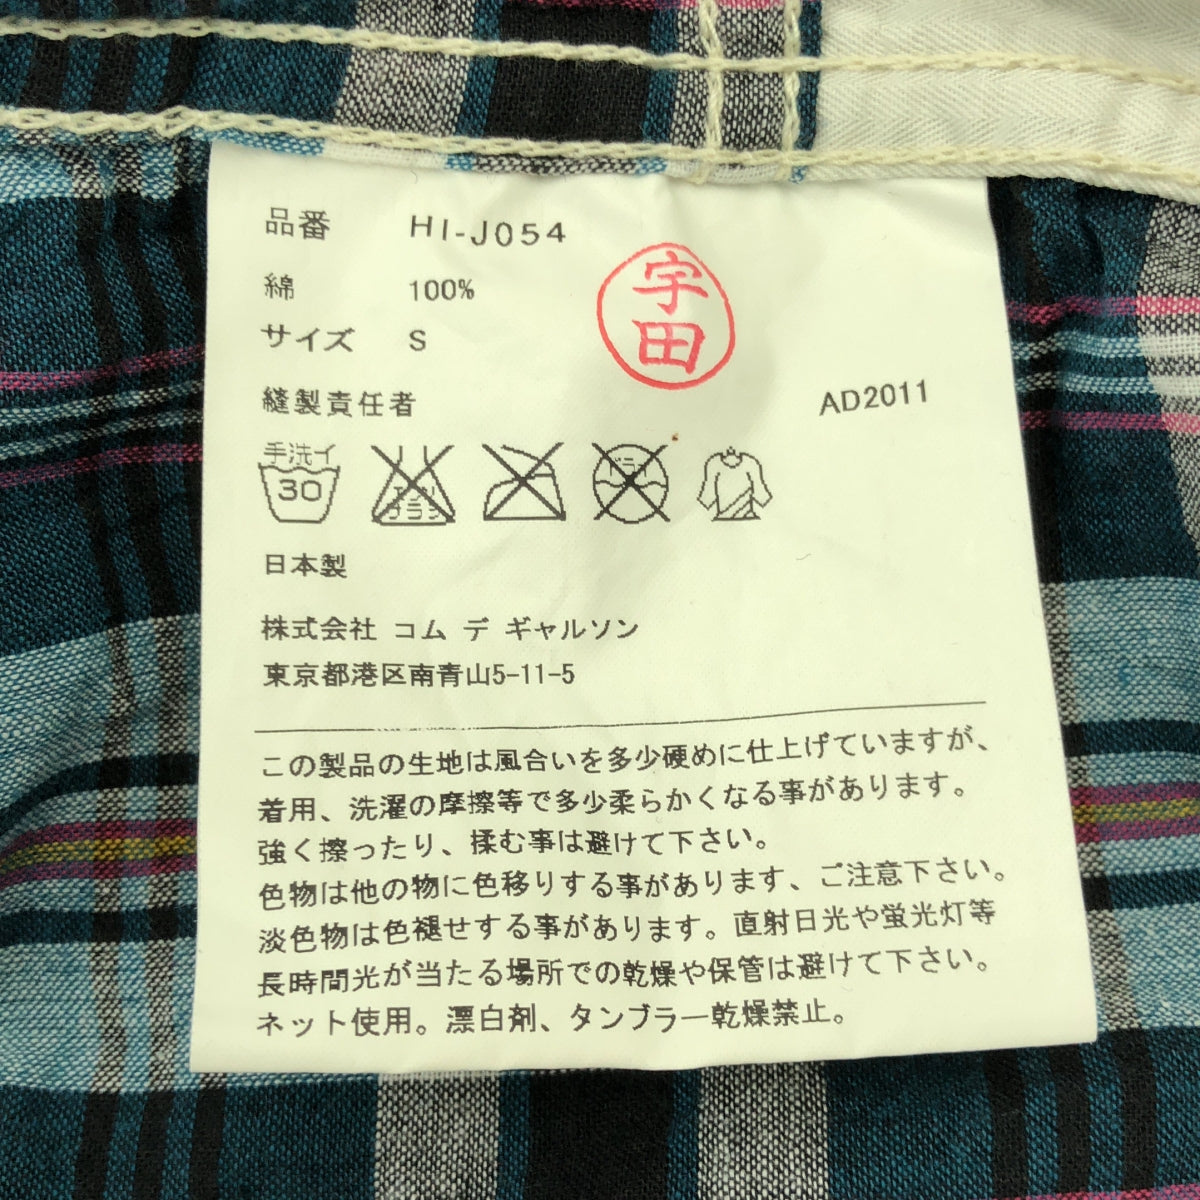 品番 HI-J054
綿 100%
サイズ S
宇田
縫製責任者 AD2011
手洗イ
30
エンソ
サラシ
ドライ
日本製
株式会社 コム デ ギャルソン
東京都港区南青山5-11-5
この製品の生地は風合いを多少硬めに仕上げていますが、
着用、洗濯の摩擦等で多少柔らかくなる事があります。
強く擦ったり、揉む事は避けて下さい。
色物は他の物に色移りする事があります、ご注意下さい。
淡色物は色褪せする事があります。直射日光や蛍光灯等
長時間光が当たる場所での乾燥や保管は避けて下さい。
ネット使用。漂白剤、タンブラー乾燥禁止。